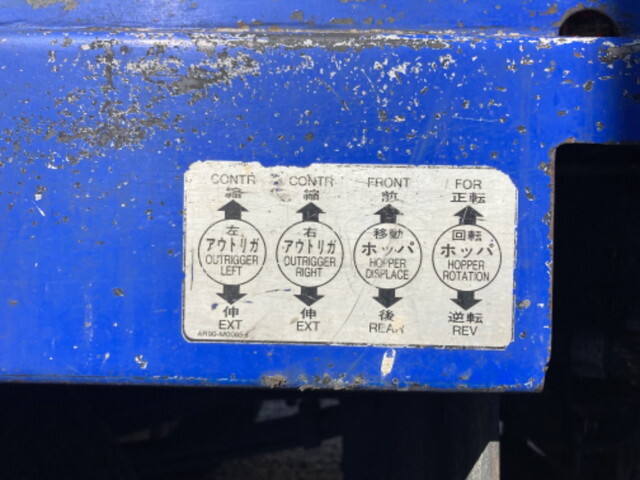 CONTR CONTR FRONT FOR
縮 縮 前 正転
左 右 移動 回転
アウトリガ アウトリガ ホッパ ホッパ
OUTRIGGER OUTRIGGER HOPPER HOPPER
LEFT RIGHT DISPLACE ROTATION
伸 伸 後 逆転
EXT EXT REAR REV